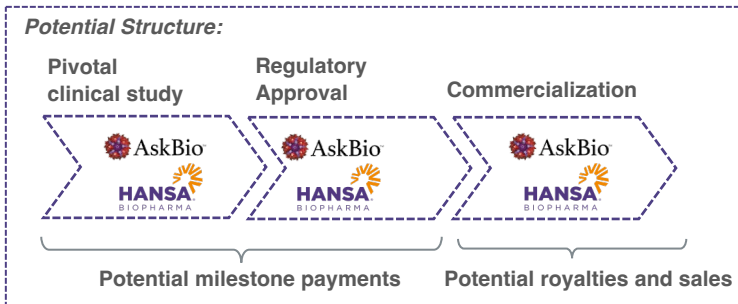 Potential Structure:
Pivotal
clinical study
Regulatory
Approval
Commercialization
AskBio
HANSA
BIOPHARMA
AskBio
HANSA
BIOPHARMA
AskBio
HANSA
BIOPHARMA
Potential milestone payments
Potential royalties and sales